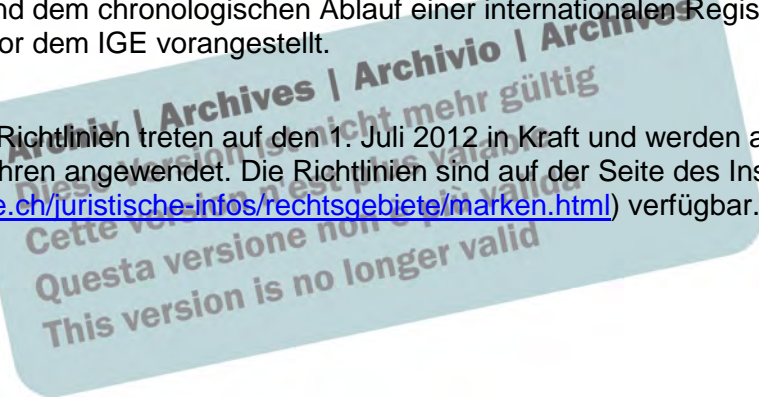 nd dem chronologischen Ablauf einer internationalen Regis
or dem IGE vorangestellt.
Archiv | Archives | Archivio | Archives
Richtlinien treten auf den 1. Juli 2012 in Kraft und werden a
hren angewendet. Die Richtlinien sind auf der Seite des Ins
e.ch/juristische-infos/rechtsgebiete/marken.html) verfügbar.
Diese Version ist nicht mehr gültig
Cette version n'est plus valable
Questa versione non è più valida
This version is no longer valid